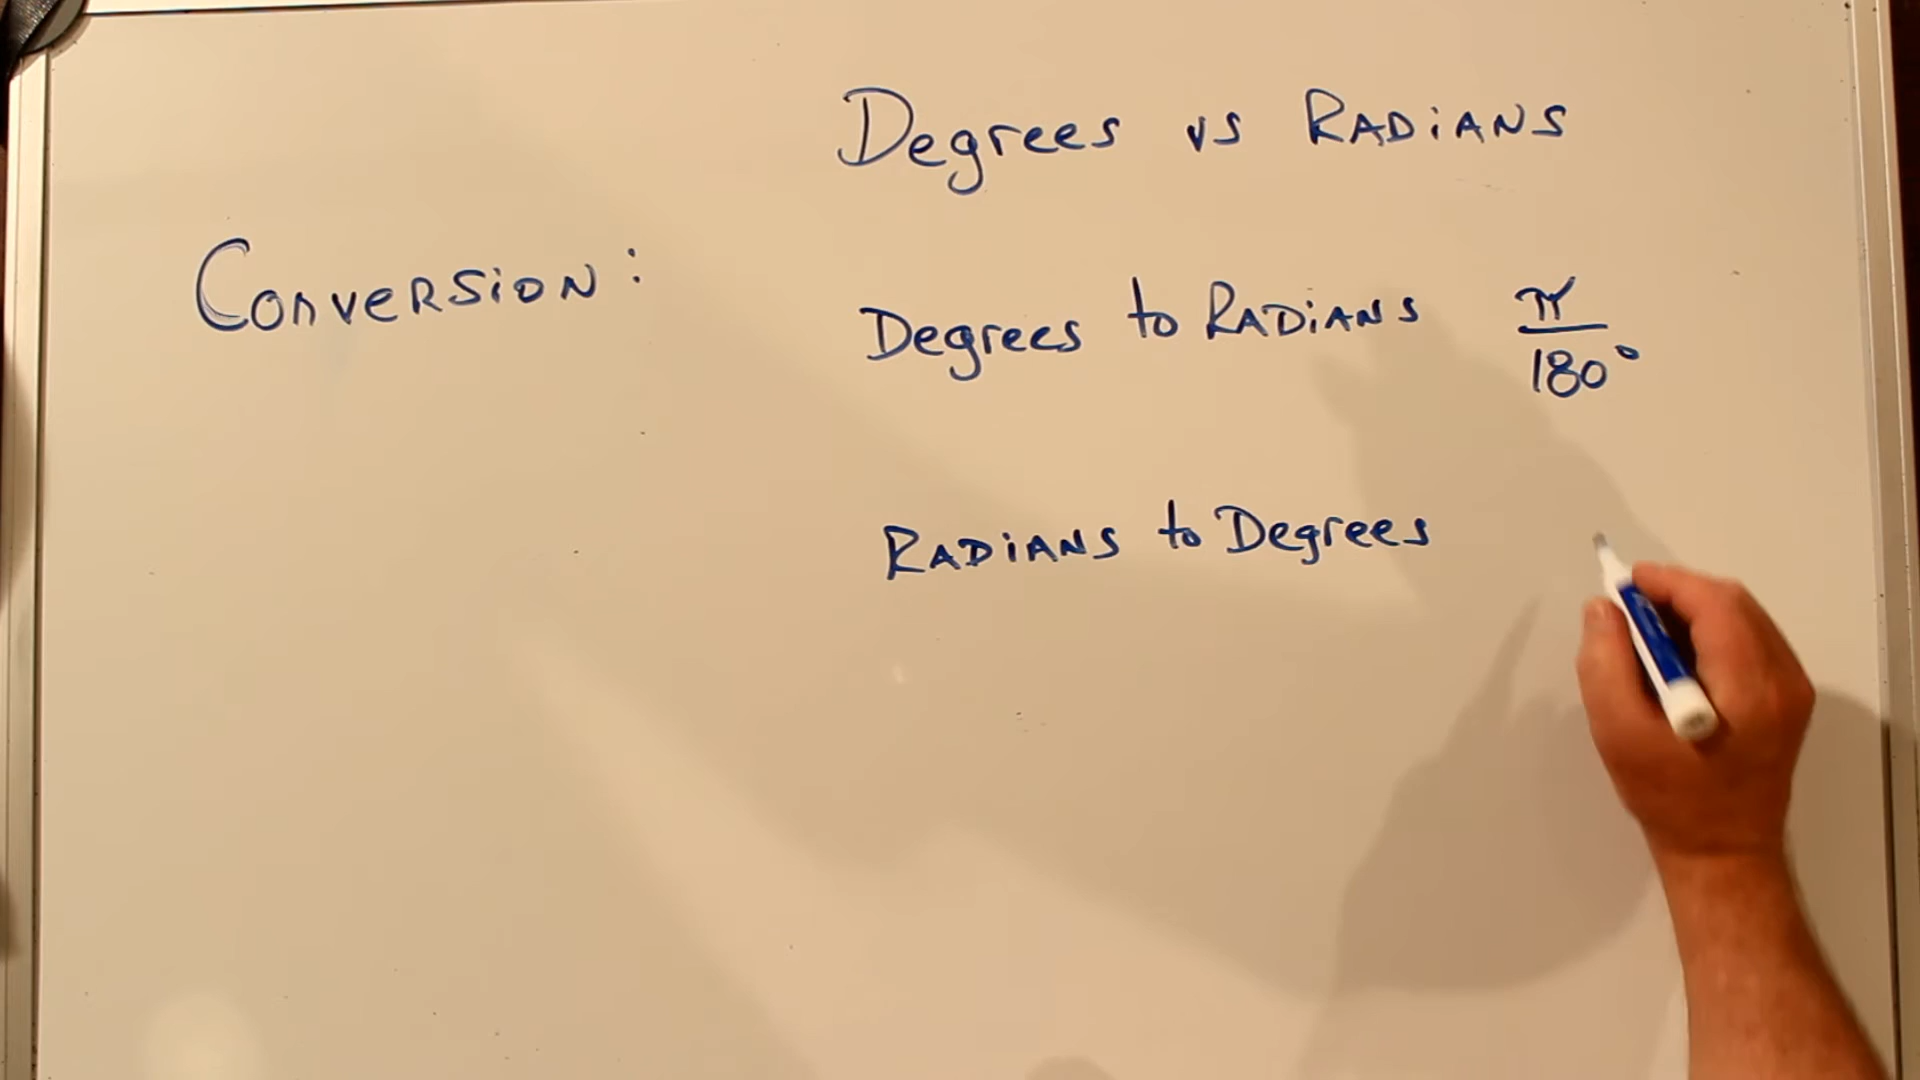 Degrees vs RADiANS
Conversion:
Degrees to RADiANS π/180°
RADiANS to Degrees